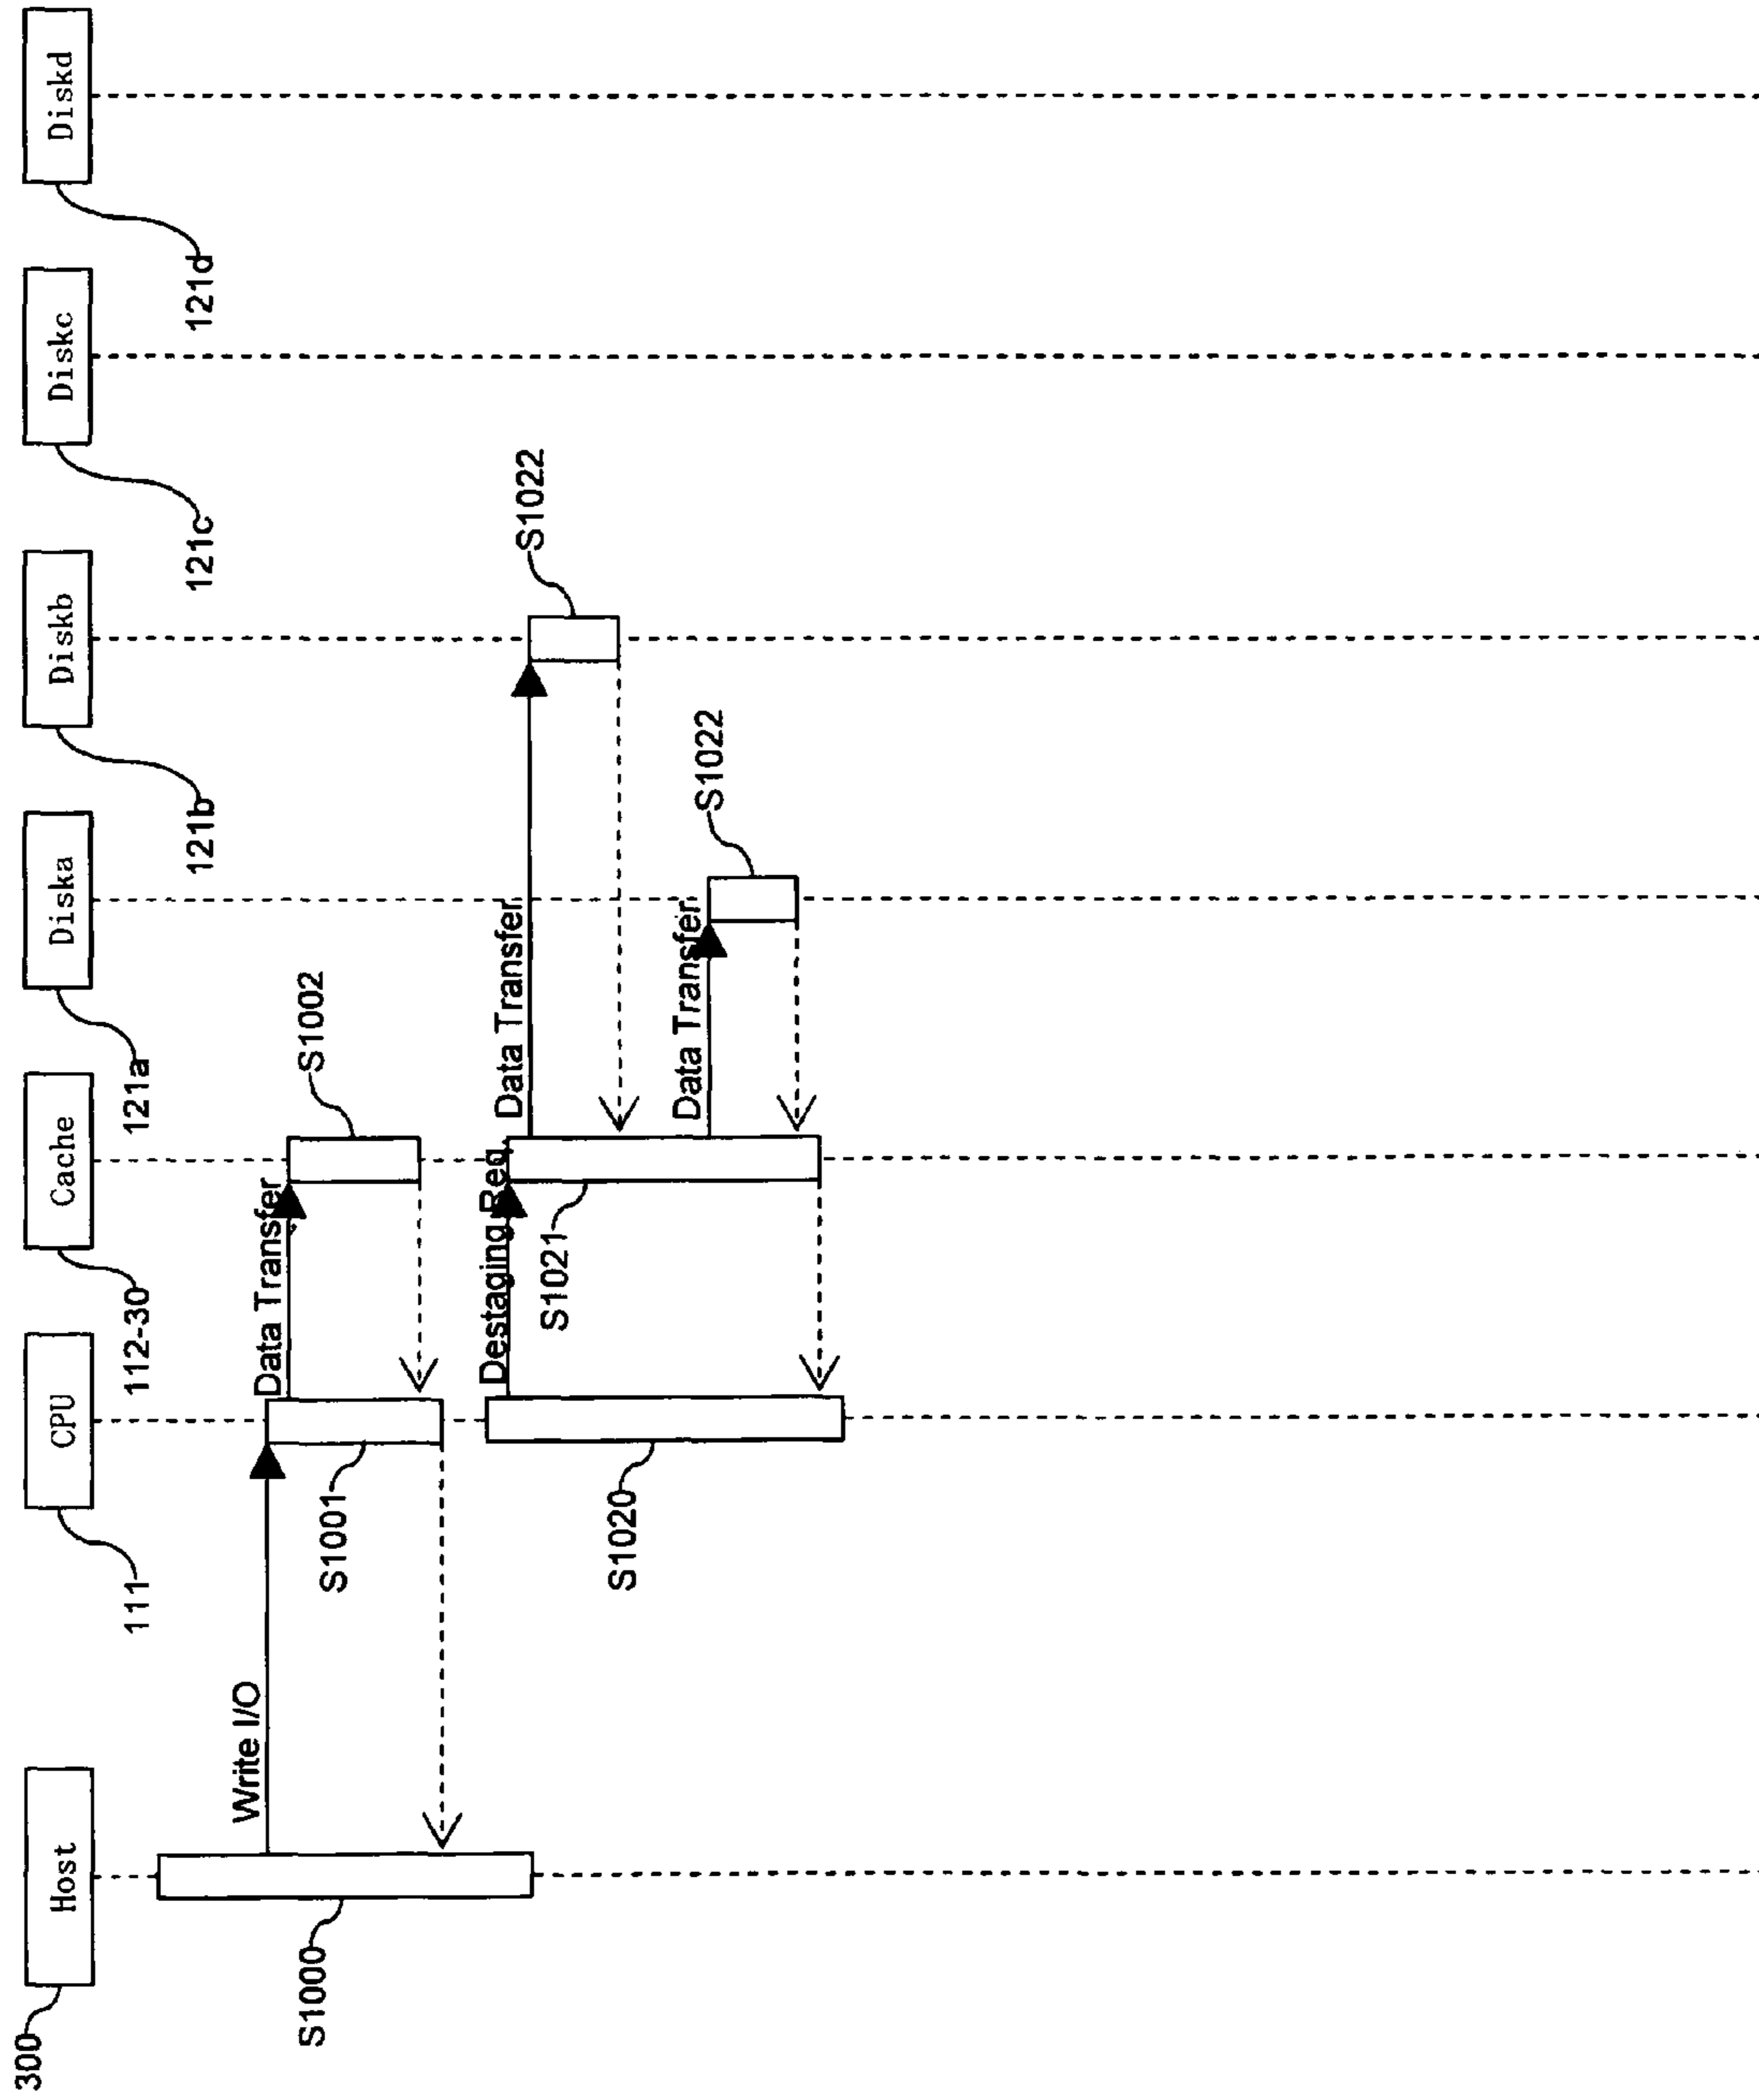 300
Host
111
CPU
112-30
Cache
121a
Diska
121b
Diskb
121c
Diskc
121d
Diskd
S1000
Write I/O
S1001
Data Transfer
S1002
S1020
Destaging Req.
S1021
Data Transfer
S1022
Data Transfer
S1022